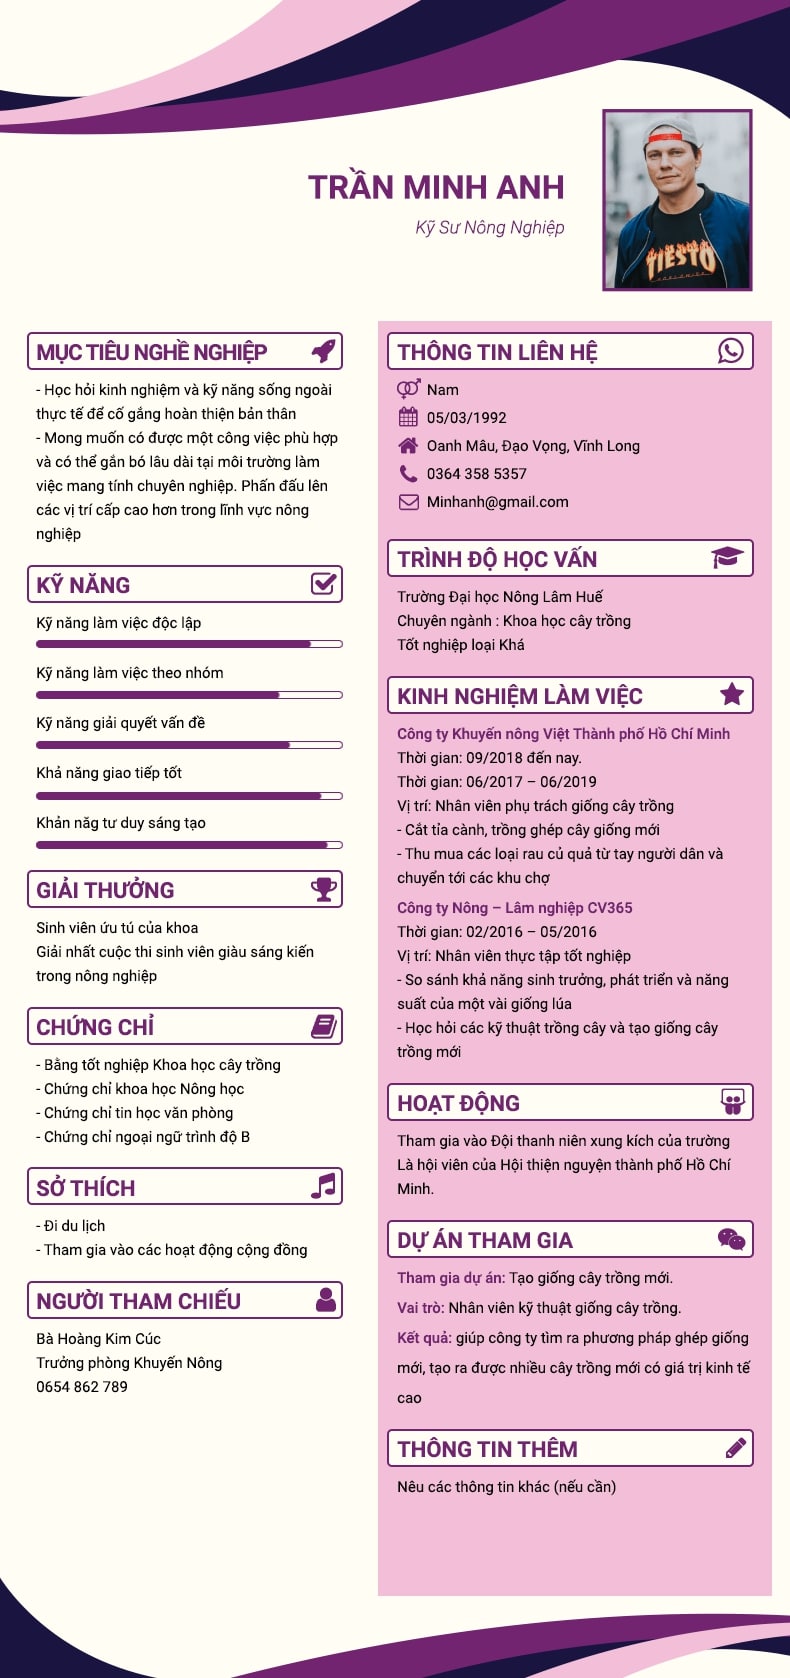 TRẦN MINH ANH
Kỹ Sư Nông Nghiệp
TIËSTO
MỤC TIÊU NGHỀ NGHIỆP
- Học hỏi kinh nghiệm và kỹ năng sống ngoài
thực tế để cố gắng hoàn thiện bản thân
- Mong muốn có được một công việc phù hợp
và có thể gắn bó lâu dài tại môi trường làm
việc mang tính chuyên nghiệp. Phấn đấu lên
các vị trí cấp cao hơn trong lĩnh vực nông
nghiệp
KỸ NĂNG
Kỹ năng làm việc độc lập
Kỹ năng làm việc theo nhóm
Kỹ năng giải quyết vấn đề
Khả năng giao tiếp tốt
Khản năg tư duy sáng tạo
GIẢI THƯỞNG
Sinh viên ứu tú của khoa
Giải nhất cuộc thi sinh viên giàu sáng kiến
trong nông nghiệp
CHỨNG CHỈ
- Bằng tốt nghiệp Khoa học cây trồng
- Chứng chỉ khoa học Nông học
- Chứng chỉ tin học văn phòng
- Chứng chỉ ngoại ngữ trình độ B
SỞ THÍCH
- Đi du lịch
- Tham gia vào các hoạt động cộng đồng
NGƯỜI THAM CHIẾU
Bà Hoàng Kim Cúc
Trưởng phòng Khuyến Nông
0654 862 789
THÔNG TIN LIÊN HỆ
Nam
05/03/1992
Oanh Mâu, Đạo Vọng, Vĩnh Long
0364 358 5357
Minhanh@gmail.com
TRÌNH ĐỘ HỌC VẤN
Trường Đại học Nông Lâm Huế
Chuyên ngành : Khoa học cây trồng
Tốt nghiệp loại Khá
KINH NGHIỆM LÀM VIỆC
Công ty Khuyến nông Việt Thành phố Hồ Chí Minh
Thời gian: 09/2018 đến nay.
Thời gian: 06/2017 – 06/2019
Vị trí: Nhân viên phụ trách giống cây trồng
- Cắt tỉa cành, trồng ghép cây giống mới
- Thu mua các loại rau củ quả từ tay người dân và
chuyển tới các khu chợ
Công ty Nông – Lâm nghiệp CV365
Thời gian: 02/2016 – 05/2016
Vị trí: Nhân viên thực tập tốt nghiệp
- So sánh khả năng sinh trưởng, phát triển và năng
suất của một vài giống lúa
- Học hỏi các kỹ thuật trồng cây và tạo giống cây
trồng mới
HOẠT ĐỘNG
Tham gia vào Đội thanh niên xung kích của trường
Là hội viên của Hội thiện nguyện thành phố Hồ Chí
Minh.
DỰ ÁN THAM GIA
Tham gia dự án: Tạo giống cây trồng mới.
Vai trò: Nhân viên kỹ thuật giống cây trồng.
Kết quả: giúp công ty tìm ra phương pháp ghép giống
mới, tạo ra được nhiều cây trồng mới có giá trị kinh tế
cao
THÔNG TIN THÊM
Nêu các thông tin khác (nếu cần)